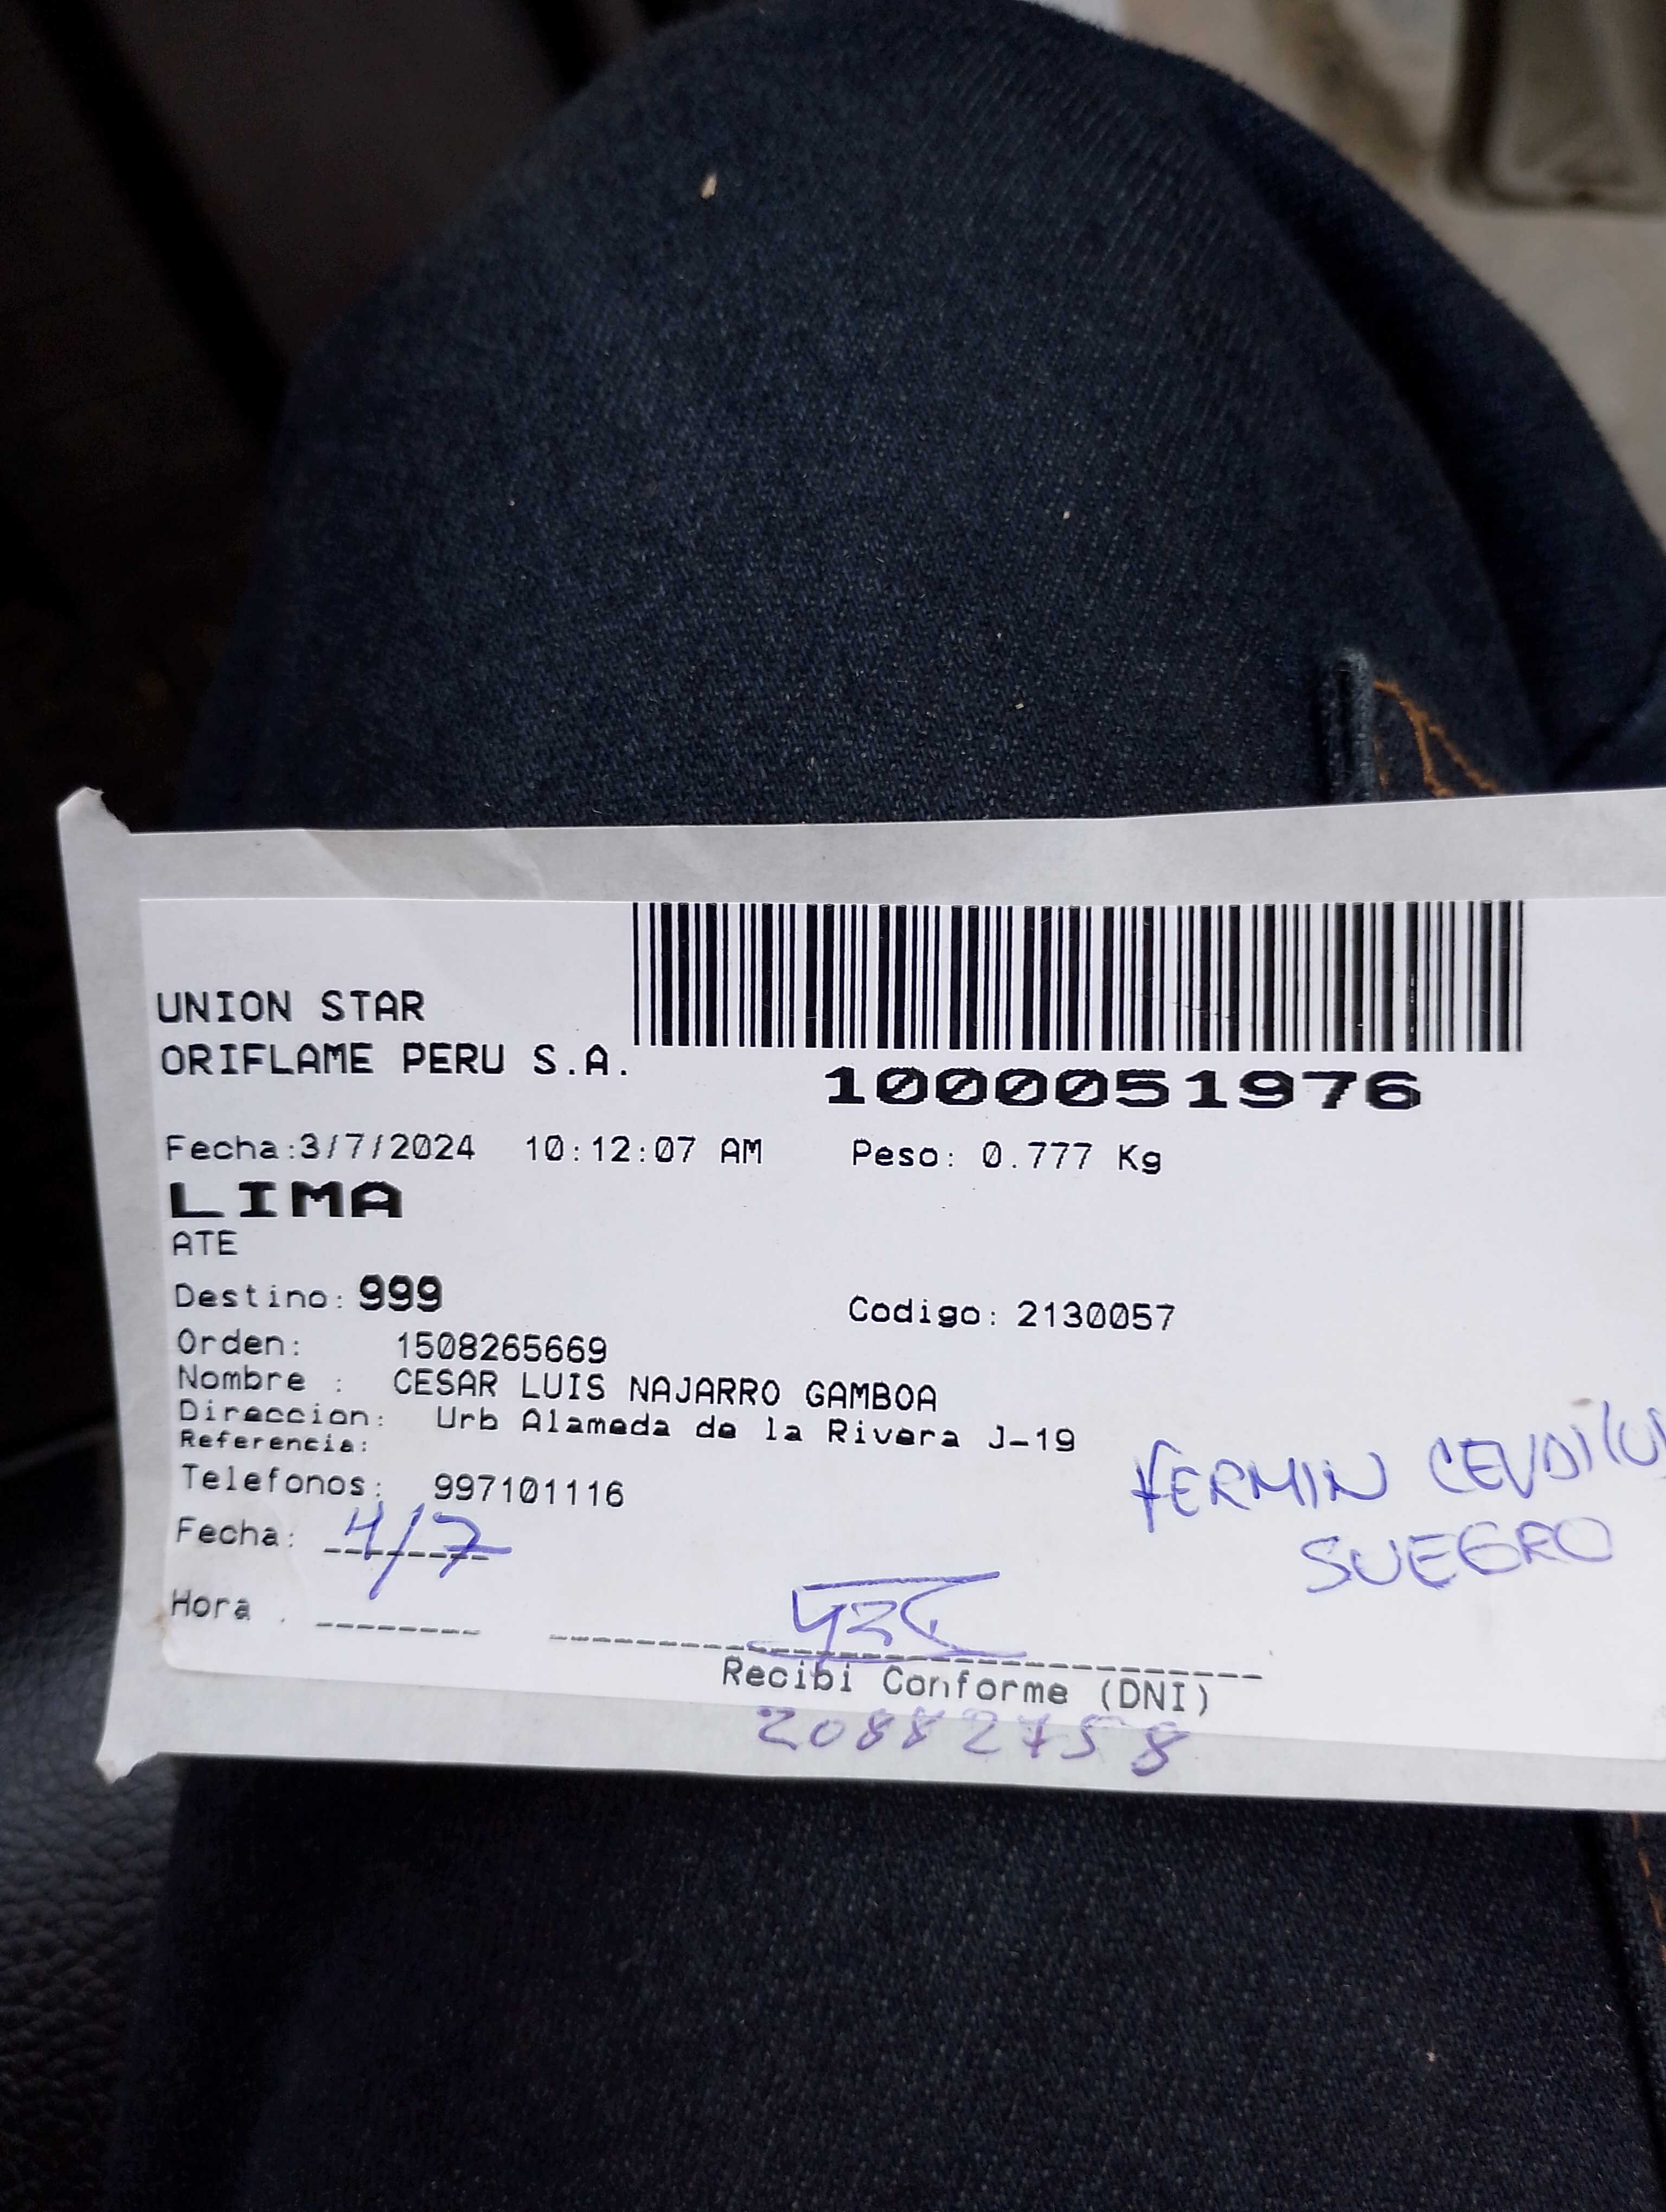 UNION STAR
ORIFLAME PERU S.A.
1000051976
Fecha:3/7/2024 10:12:07 AM Peso: 0.777 Kg
LIMA
ATE
Destino: 999 Codigo: 2130057
Orden: 1508265669
Nombre : CESAR LUIS NAJARRO GAMBOA
Direccion: Urb Alameda de la Rivera J-19
Referencia:
Telefonos: 997101116
FERMIN
SUEGRO
Fecha: 4/7
Hora .
Recibi Conforme (DNI)
20882758